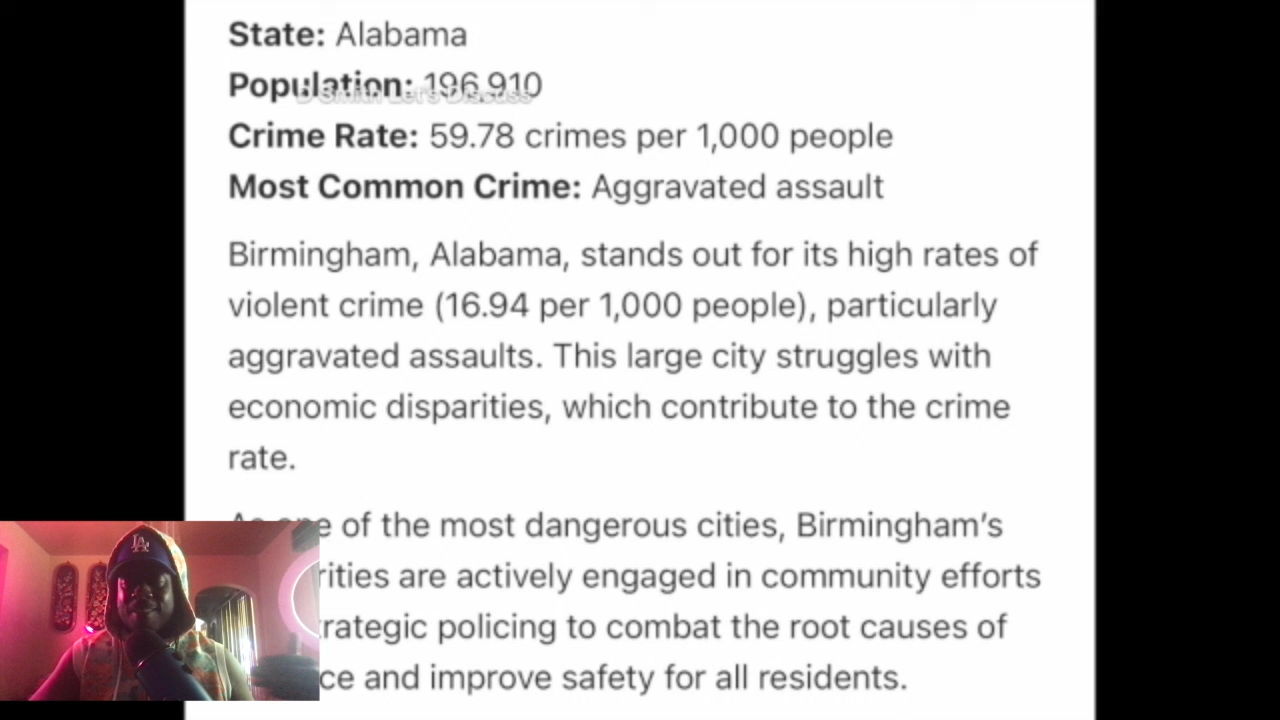 State: Alabama
Population: 196,910
D Smith Let's Discuss
Crime Rate: 59.78 crimes per 1,000 people
Most Common Crime: Aggravated assault
Birmingham, Alabama, stands out for its high rates of
violent crime (16.94 per 1,000 people), particularly
aggravated assaults. This large city struggles with
economic disparities, which contribute to the crime
rate.
of the most dangerous cities, Birmingham's
are actively engaged in community efforts
policing to combat the root causes of
and improve safety for all residents.
LA